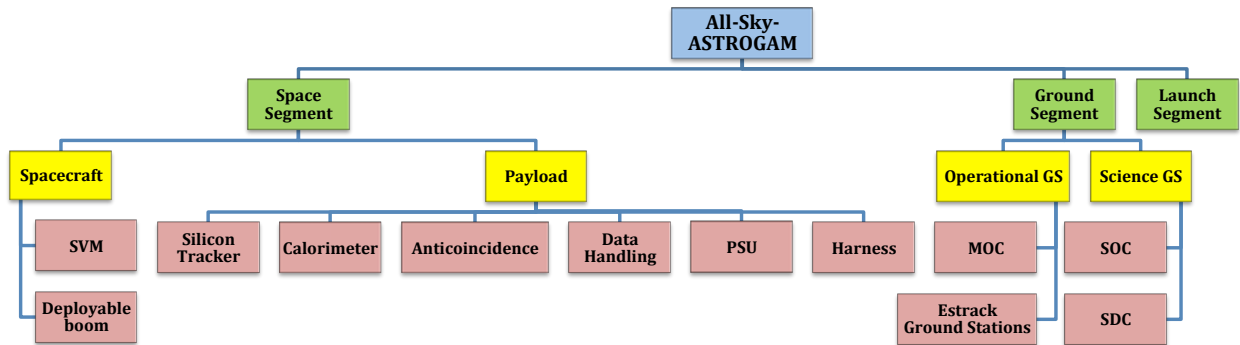 All-Sky-
ASTROGAM
Space
Segment
Ground
Segment
Launch
Segment
Spacecraft
Payload
Operational GS
Science GS
SVM
Silicon
Tracker
Calorimeter
Anticoincidence
Data
Handling
PSU
Harness
MOC
SOC
Deployable
boom
Estrack
Ground Stations
SDC